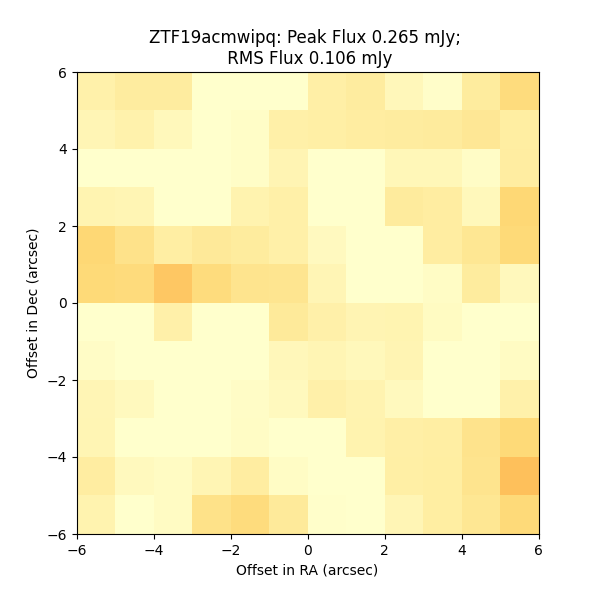 ZTF19acmwipq: Peak Flux 0.265 mJy;
RMS Flux 0.106 mJy
6
4
2
0
−2
−4
−6
Offset in Dec (arcsec)
−6 −4 −2 0 2 4 6
Offset in RA (arcsec)